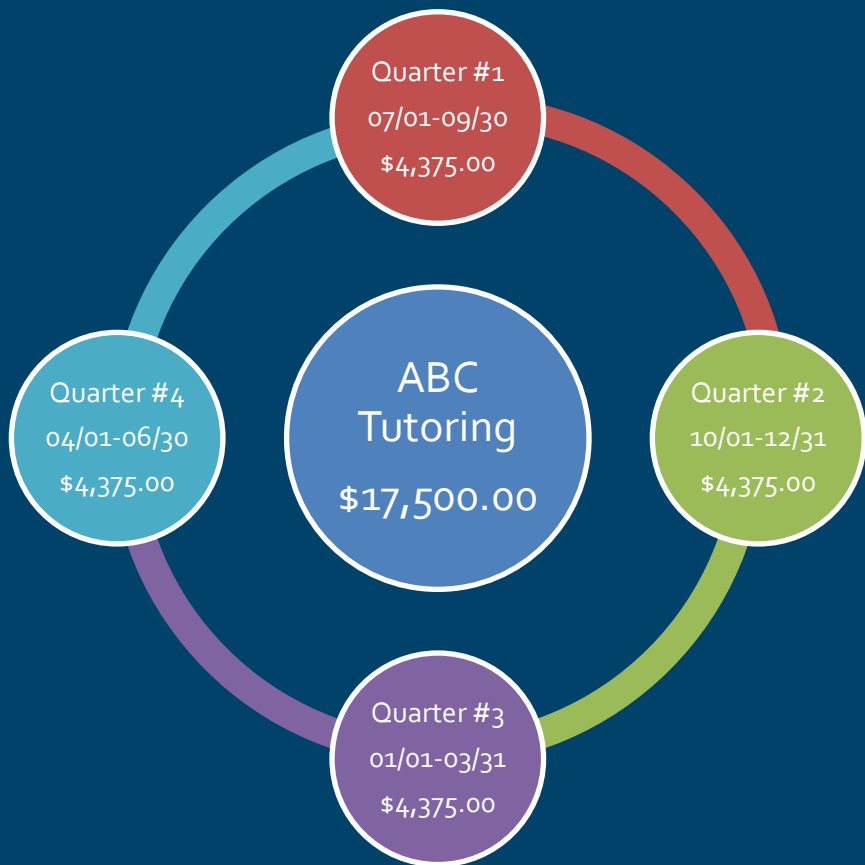 Quarter #1
07/01-09/30
$4,375.00
ABC
Tutoring
$17,500.00
Quarter #2
10/01-12/31
$4,375.00
Quarter #3
01/01-03/31
$4,375.00
Quarter #4
04/01-06/30
$4,375.00